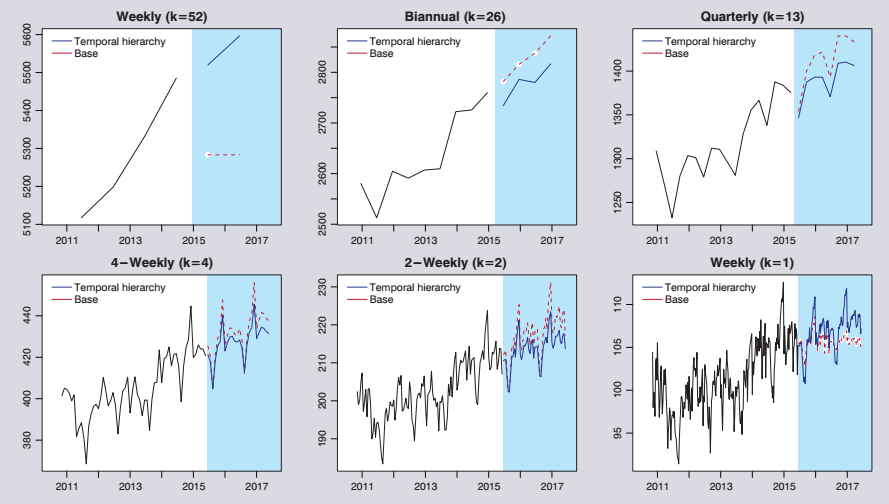 Weekly (k=52)
Temporal hierarchy
Base
5600
5500
5400
5300
5200
5100
2011
2013
2015
2017
Biannual (k=26)
Temporal hierarchy
Base
2800
2700
2600
2500
2011
2013
2015
2017
Quarterly (k=13)
Temporal hierarchy
Base
1400
1350
1300
1250
2011
2013
2015
2017
4−Weekly (k=4)
Temporal hierarchy
Base
440
420
400
380
2011
2013
2015
2017
2−Weekly (k=2)
Temporal hierarchy
Base
230
220
210
200
190
2011
2013
2015
2017
Weekly (k=1)
Temporal hierarchy
Base
110
105
100
95
2011
2013
2015
2017